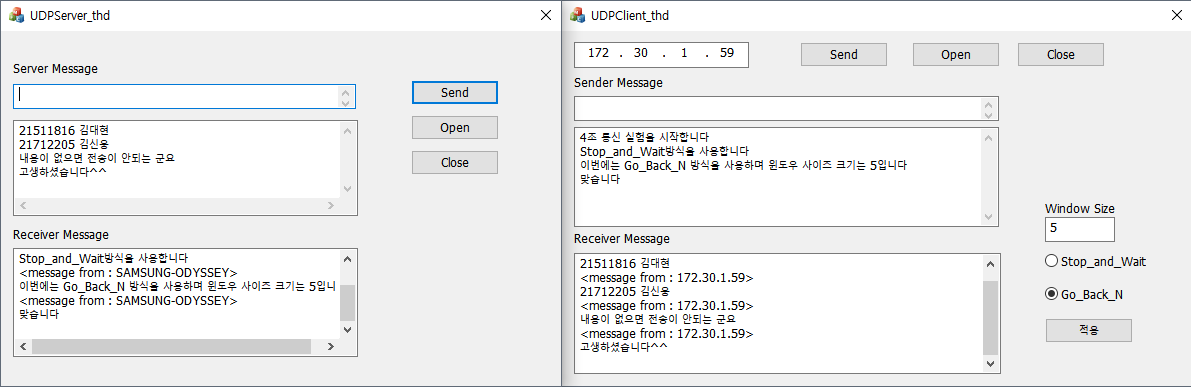 UDPServer_thd
Server Message
Send
21511816 김대현
21712205 김신웅
내용이 없으면 전송이 안되는 군요
고생하셨습니다^^
Open
Close
Receiver Message
Stop_and_Wait방식을 사용합니다
<message from : SAMSUNG-ODYSSEY>
이번에는 Go_Back_N 방식을 사용하며 윈도우 사이즈 크기는 5입니
<message from : SAMSUNG-ODYSSEY>
맞습니다
UDPClient_thd
172 . 30 . 1 . 59
Send
Open
Close
Sender Message
4조 통신 실험을 시작합니다
Stop_and_Wait방식을 사용합니다
이번에는 Go_Back_N 방식을 사용하며 윈도우 사이즈 크기는 5입니다
맞습니다
Receiver Message
21511816 김대현
<message from : 172.30.1.59>
21712205 김신웅
<message from : 172.30.1.59>
내용이 없으면 전송이 안되는 군요
<message from : 172.30.1.59>
고생하셨습니다^^
Window Size
5
Stop_and_Wait
Go_Back_N
적용